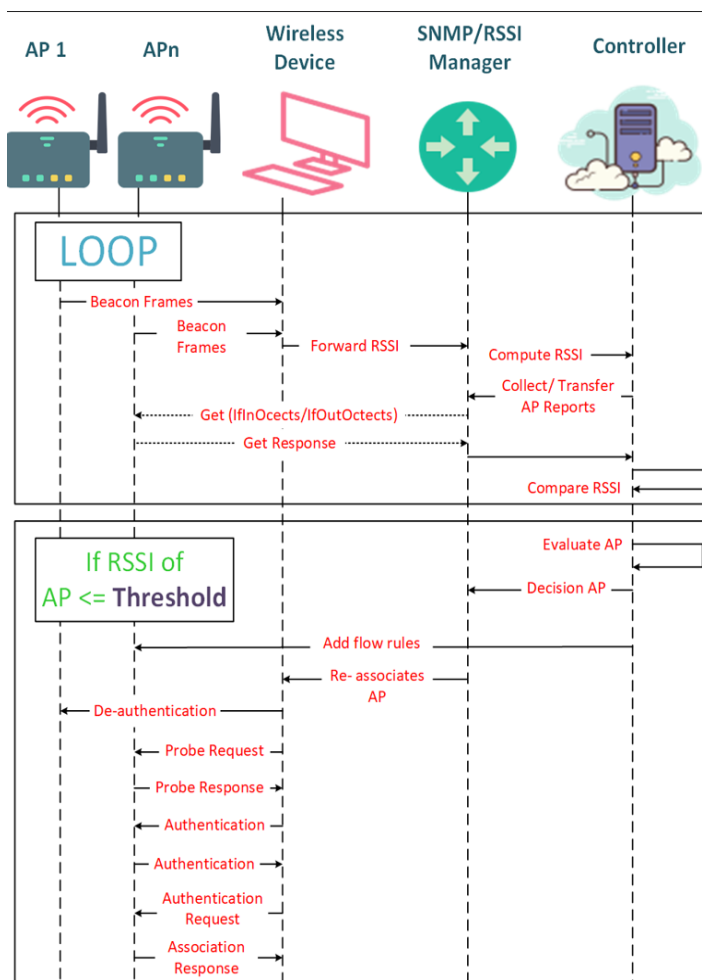 AP 1
APn
Wireless
Device
SNMP/RSSI
Manager
Controller
LOOP
Beacon Frames
Beacon
Frames
Forward RSSI
Compute RSSI
Collect/ Transfer
AP Reports
Get (IfInOcects/IfOutOctects)
Get Response
Compare RSSI
If RSSI of
AP <= Threshold
Evaluate AP
Decision AP
Add flow rules
Re- associates
AP
De-authentication
Probe Request
Probe Response
Authentication
Authentication
Authentication
Request
Association
Response